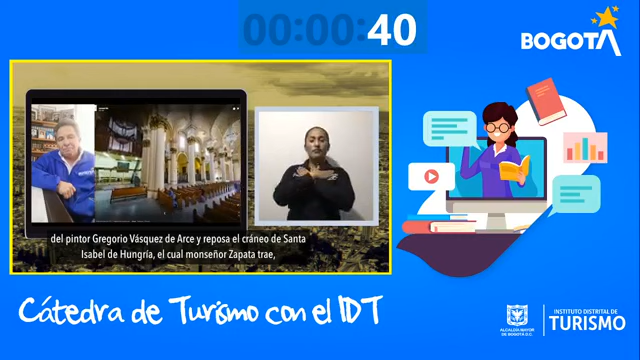 00:00:40
BOGOTÁ
del pintor Gregorio Vásquez de Arce y reposa el cráneo de Santa
Isabel de Hungría, el cual monseñor Zapata trae,
Cátedra de Turismo con el IDT
ALCALDÍA MAYOR
DE BOGOTÁ D.C.
INSTITUTO DISTRITAL DE
TURISMO